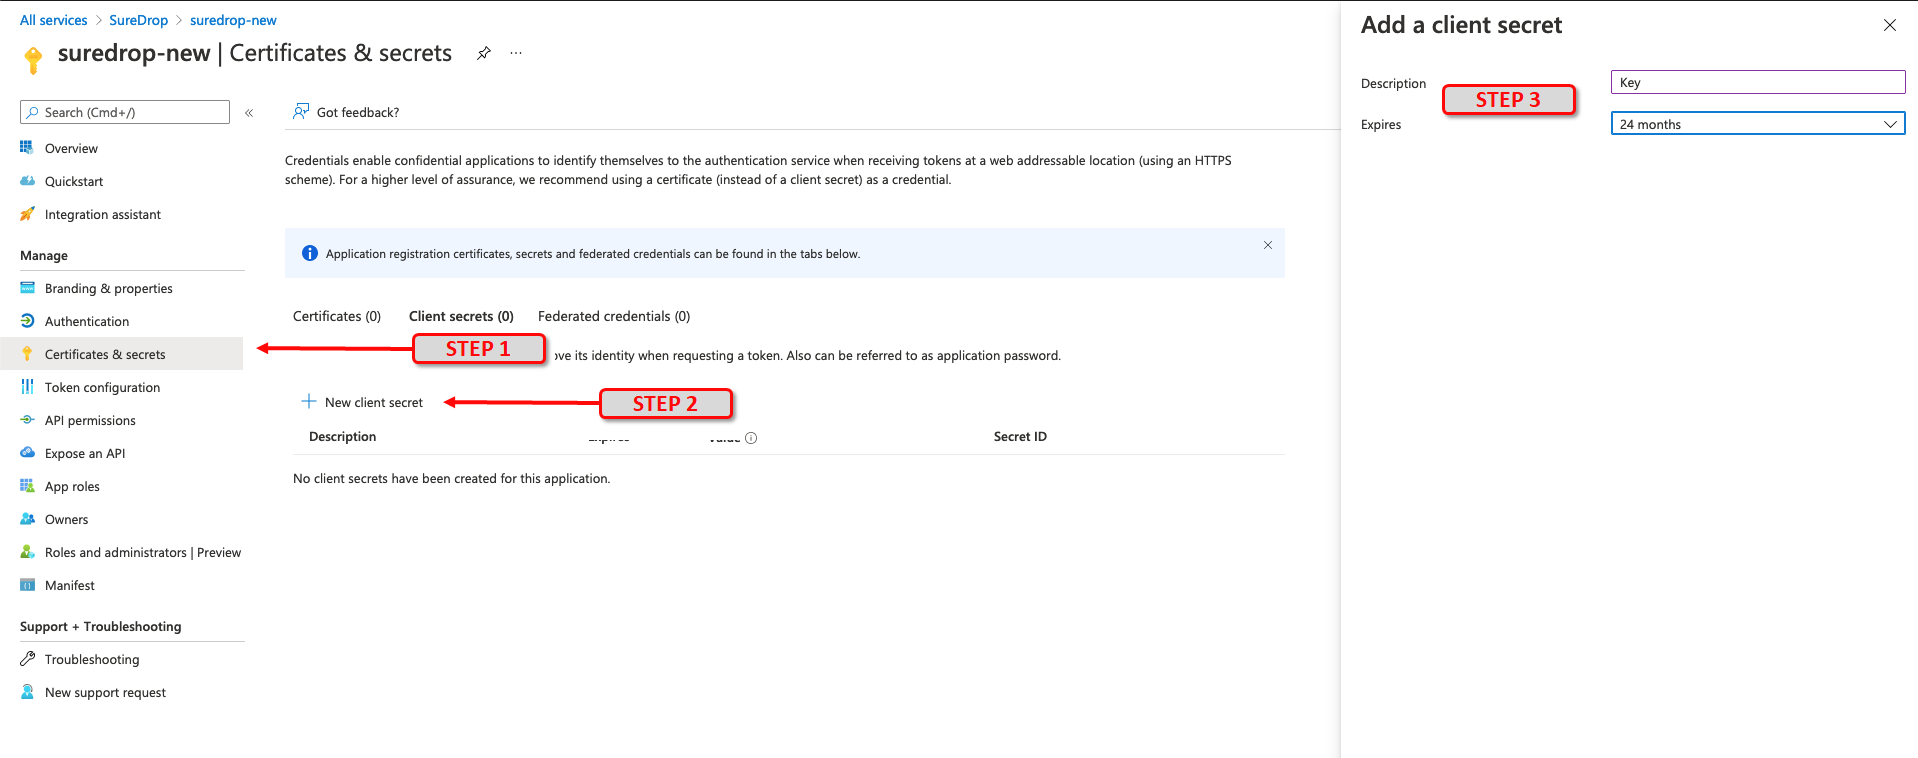 All services > SureDrop > suredrop-new
suredrop-new | Certificates & secrets
Search (Cmd+/)
Overview
Quickstart
Integration assistant
Manage
Branding & properties
Authentication
Certificates & secrets
Token configuration
API permissions
Expose an API
App roles
Owners
Roles and administrators | Preview
Manifest
Support + Troubleshooting
Troubleshooting
New support request
Got feedback?
Credentials enable confidential applications to identify themselves to the authentication service when receiving tokens at a web addressable location (using an HTTPS
scheme). For a higher level of assurance, we recommend using a certificate (instead of a client secret) as a credential.
Application registration certificates, secrets and federated credentials can be found in the tabs below.
Certificates (0) Client secrets (0) Federated credentials (0)
STEP 1
its identity when requesting a token. Also can be referred to as application password.
New client secret
STEP 2
Description Secret ID
No client secrets have been created for this application.
Add a client secret
Description
Key
STEP 3
Expires
24 months